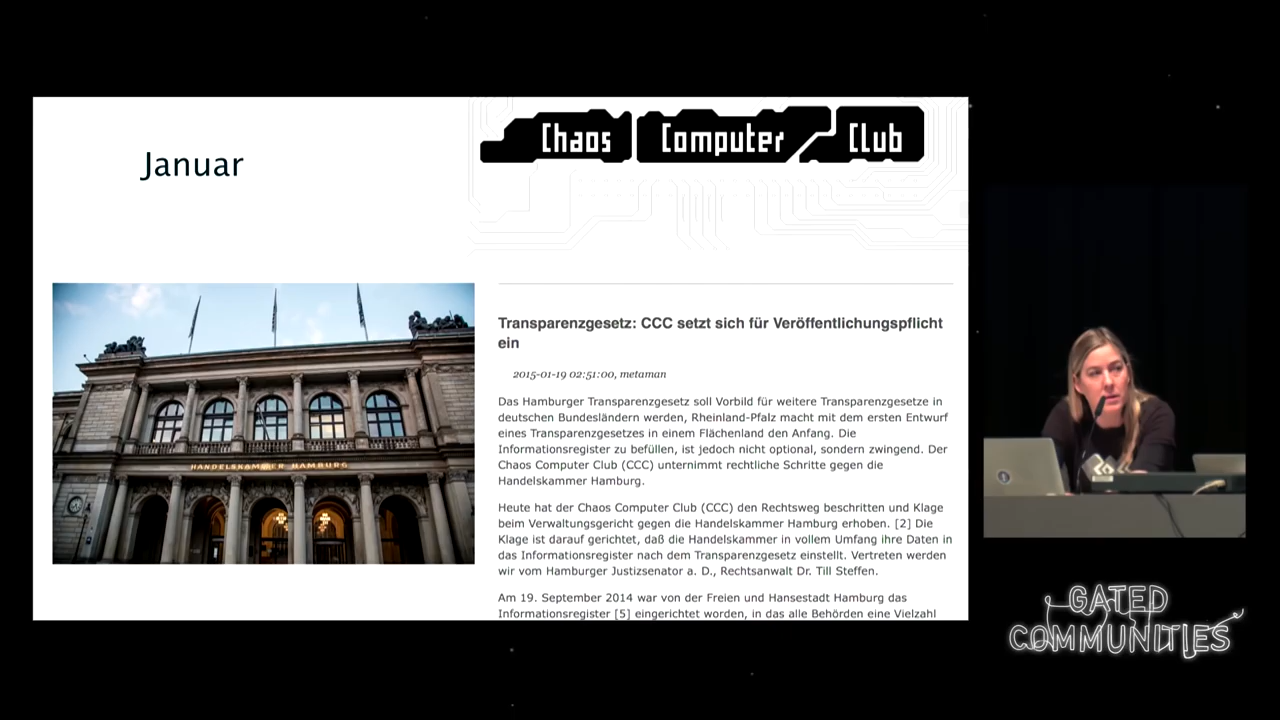 Januar
Chaos Computer Club
HANDELSKAMMER HAMBURG
Transparenzgesetz: CCC setzt sich für Veröffentlichungspflicht
ein
2015-01-19 02:51:00, metaman
Das Hamburger Transparenzgesetz soll Vorbild für weitere Transparenzgesetze in
deutschen Bundesländern werden, Rheinland-Pfalz macht mit dem ersten Entwurf
eines Transparenzgesetzes in einem Flächenland den Anfang. Die
Informationsregister zu befüllen, ist jedoch nicht optional, sondern zwingend. Der
Chaos Computer Club (CCC) unternimmt rechtliche Schritte gegen die
Handelskammer Hamburg.
Heute hat der Chaos Computer Club (CCC) den Rechtsweg beschritten und Klage
beim Verwaltungsgericht gegen die Handelskammer Hamburg erhoben. [2] Die
Klage ist darauf gerichtet, daß die Handelskammer in vollem Umfang ihre Daten in
das Informationsregister nach dem Transparenzgesetz einstellt. Vertreten werden
wir vom Hamburger Justizsenator a. D., Rechtsanwalt Dr. Till Steffen.
Am 19. September 2014 war von der Freien und Hansestadt Hamburg das
Informationsregister [5] eingerichtet worden, in das alle Behörden eine Vielzahl
GATED
COMMUNITIES